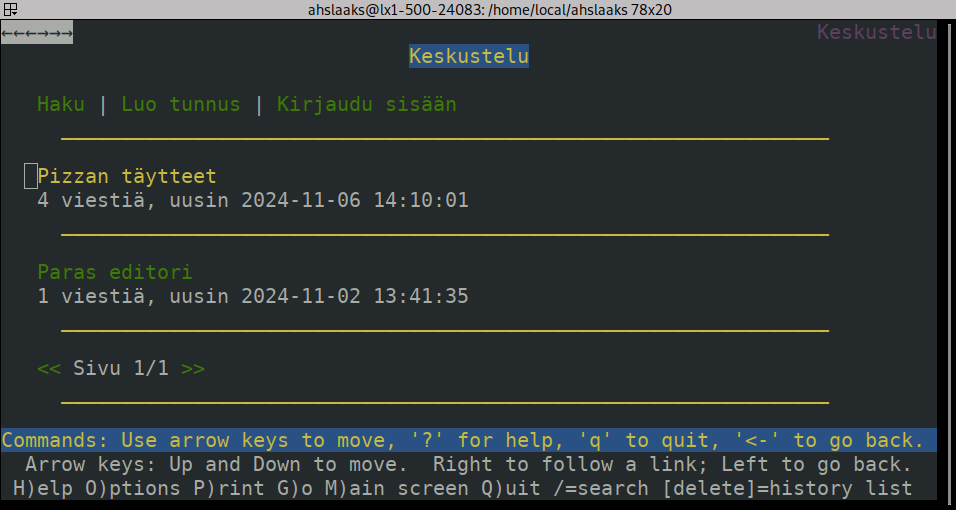 ahslaaks@lx1-500-24083: /home/local/ahslaaks 78x20
←←←→→→ Keskustelu
Keskustelu
Haku | Luo tunnus | Kirjaudu sisään
Pizzan täytteet
4 viestiä, uusin 2024-11-06 14:10:01
Paras editori
1 viestiä, uusin 2024-11-02 13:41:35
<< Sivu 1/1 >>
Commands: Use arrow keys to move, '?' for help, 'q' to quit, '<-' to go back.
Arrow keys: Up and Down to move.  Right to follow a link; Left to go back.
H)elp O)ptions P)rint G)o M)ain screen Q)uit /=search [delete]=history list